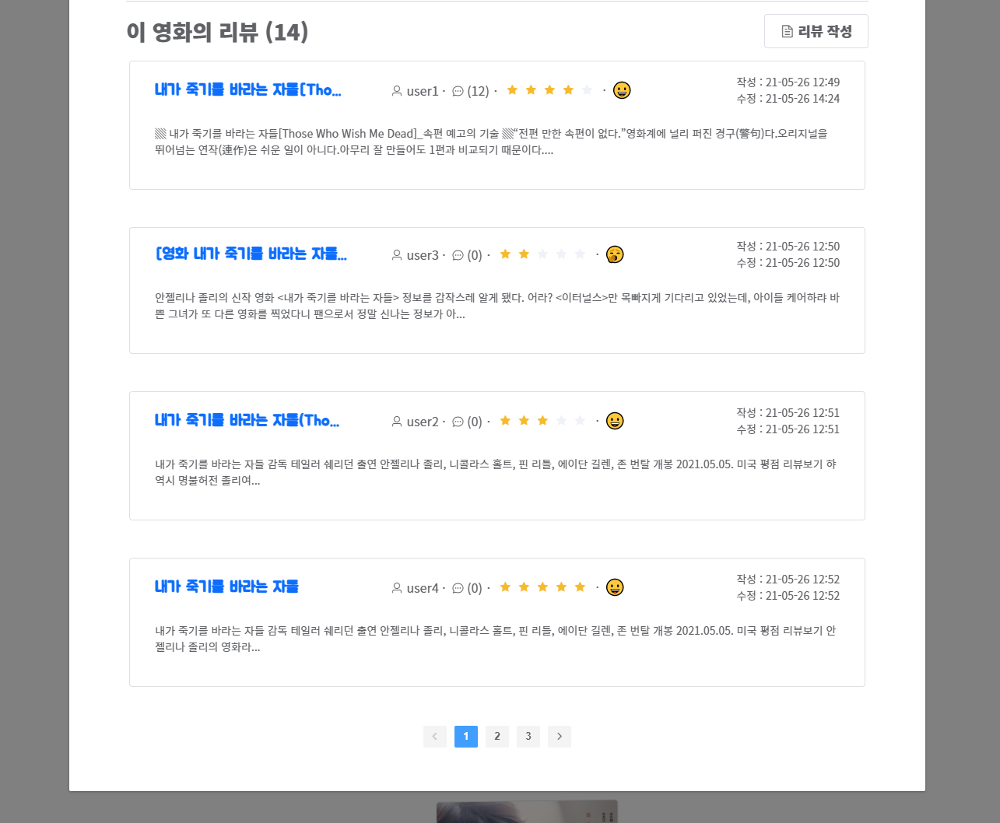 이 영화의 리뷰 (14)
리뷰 작성
내가 죽기를 바라는 자들[Tho...
user1 · (12) · ·
작성 : 21-05-26 12:49
수정 : 21-05-26 14:24
▒ 내가 죽기를 바라는 자들[Those Who Wish Me Dead]_속편 예고의 기술 ▒“전편 만한 속편이 없다.”영화계에 널리 퍼진 경구(警句)다.오리지널을
뛰어넘는 연작(連作)은 쉬운 일이 아니다.아무리 잘 만들어도 1편과 비교되기 때문이다....
[영화 내가 죽기를 바라는 자들...
user3 · (0) · ·
작성 : 21-05-26 12:50
수정 : 21-05-26 12:50
안젤리나 졸리의 신작 영화 <내가 죽기를 바라는 자들> 정보를 갑작스레 알게 됐다. 어라? <이터널스>만 목빠지게 기다리고 있었는데, 아이들 케어하랴 바
쁜 그녀가 또 다른 영화를 찍었다니 팬으로서 정말 신나는 정보가 아...
내가 죽기를 바라는 자들(Tho...
user2 · (0) · ·
작성 : 21-05-26 12:51
수정 : 21-05-26 12:51
내가 죽기를 바라는 자들 감독 테일러 쉐리던 출연 안젤리나 졸리, 니콜라스 홀트, 핀 리틀, 에이단 길렌, 존 번탈 개봉 2021.05.05. 미국 평점 리뷰보기 햐
역시 명불허전 졸리여...
내가 죽기를 바라는 자들
user4 · (0) · ·
작성 : 21-05-26 12:52
수정 : 21-05-26 12:52
내가 죽기를 바라는 자들 감독 테일러 쉐리던 출연 안젤리나 졸리, 니콜라스 홀트, 핀 리틀, 에이단 길렌, 존 번탈 개봉 2021.05.05. 미국 평점 리뷰보기 안
젤리나 졸리의 영화라...
1 2 3